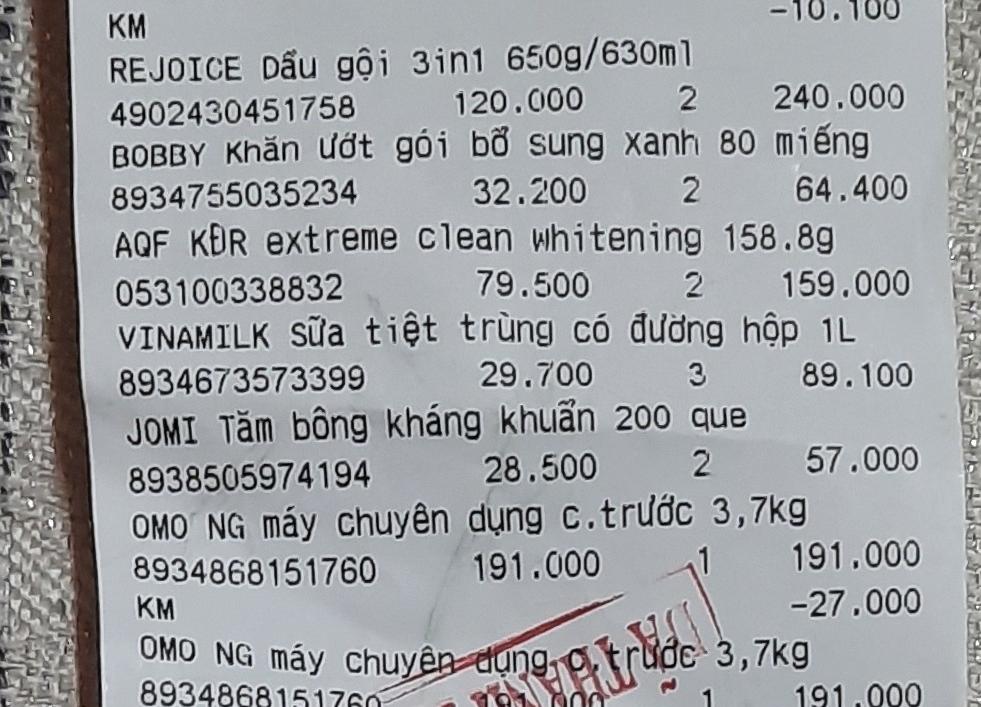 KM -10.100
REJOICE Dầu gội 3in1 650g/630ml
4902430451758 120.000 2 240.000
BOBBY Khăn ướt gói bổ sung xanh 80 miếng
8934755035234 32.200 2 64.400
AQF KĐR extreme clean whitening 158.8g
053100338832 79.500 2 159.000
VINAMILK Sữa tiệt trùng có đường hộp 1L
8934673573399 29.700 3 89.100
JOMI Tăm bông kháng khuẩn 200 que
8938505974194 28.500 2 57.000
OMO NG máy chuyên dụng c.trước 3,7kg
8934868151760 191.000 1 191.000
KM -27.000
OMO NG máy chuyên dụng c.trước 3,7kg
8934868151760 191.000 1 191.000